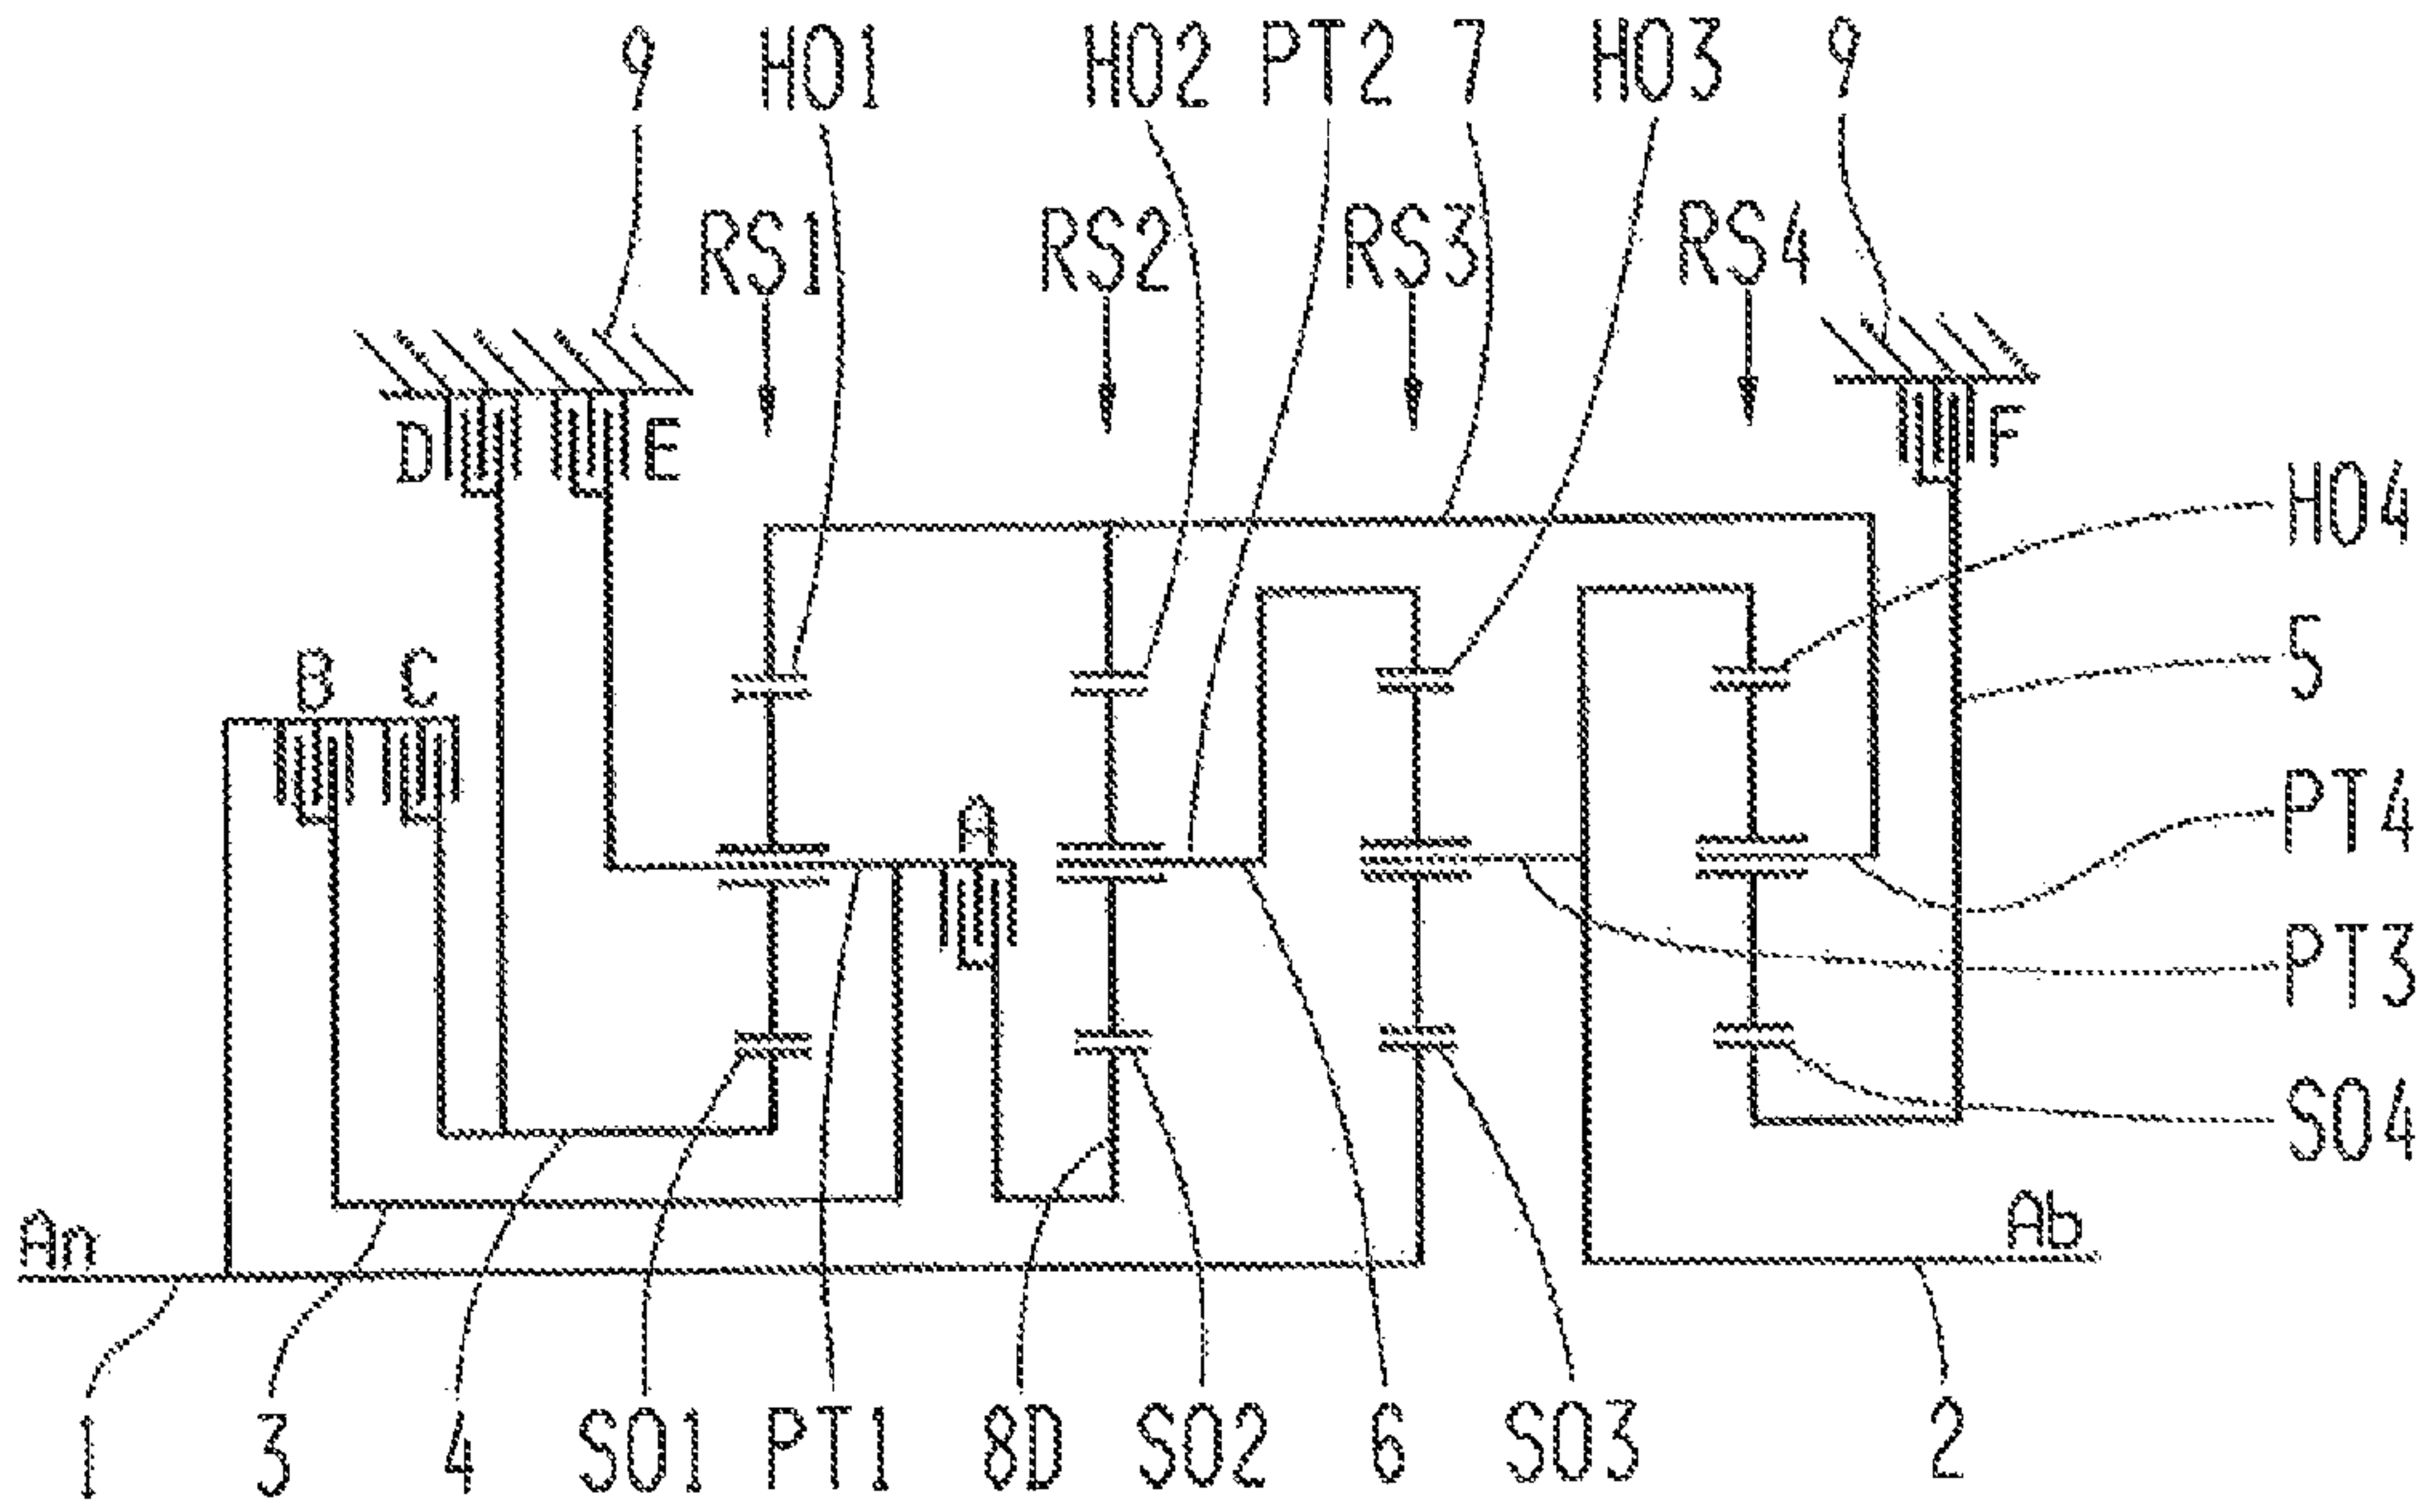 9 HO1 HO2 PT2 7 HO3 9
RS1 RS2 RS3 RS4
D E F
HO4
B C 5
A PT4
PT3
SO4
An Ab
1 3 4 SO1 PT1 8D SO2 6 SO3 2